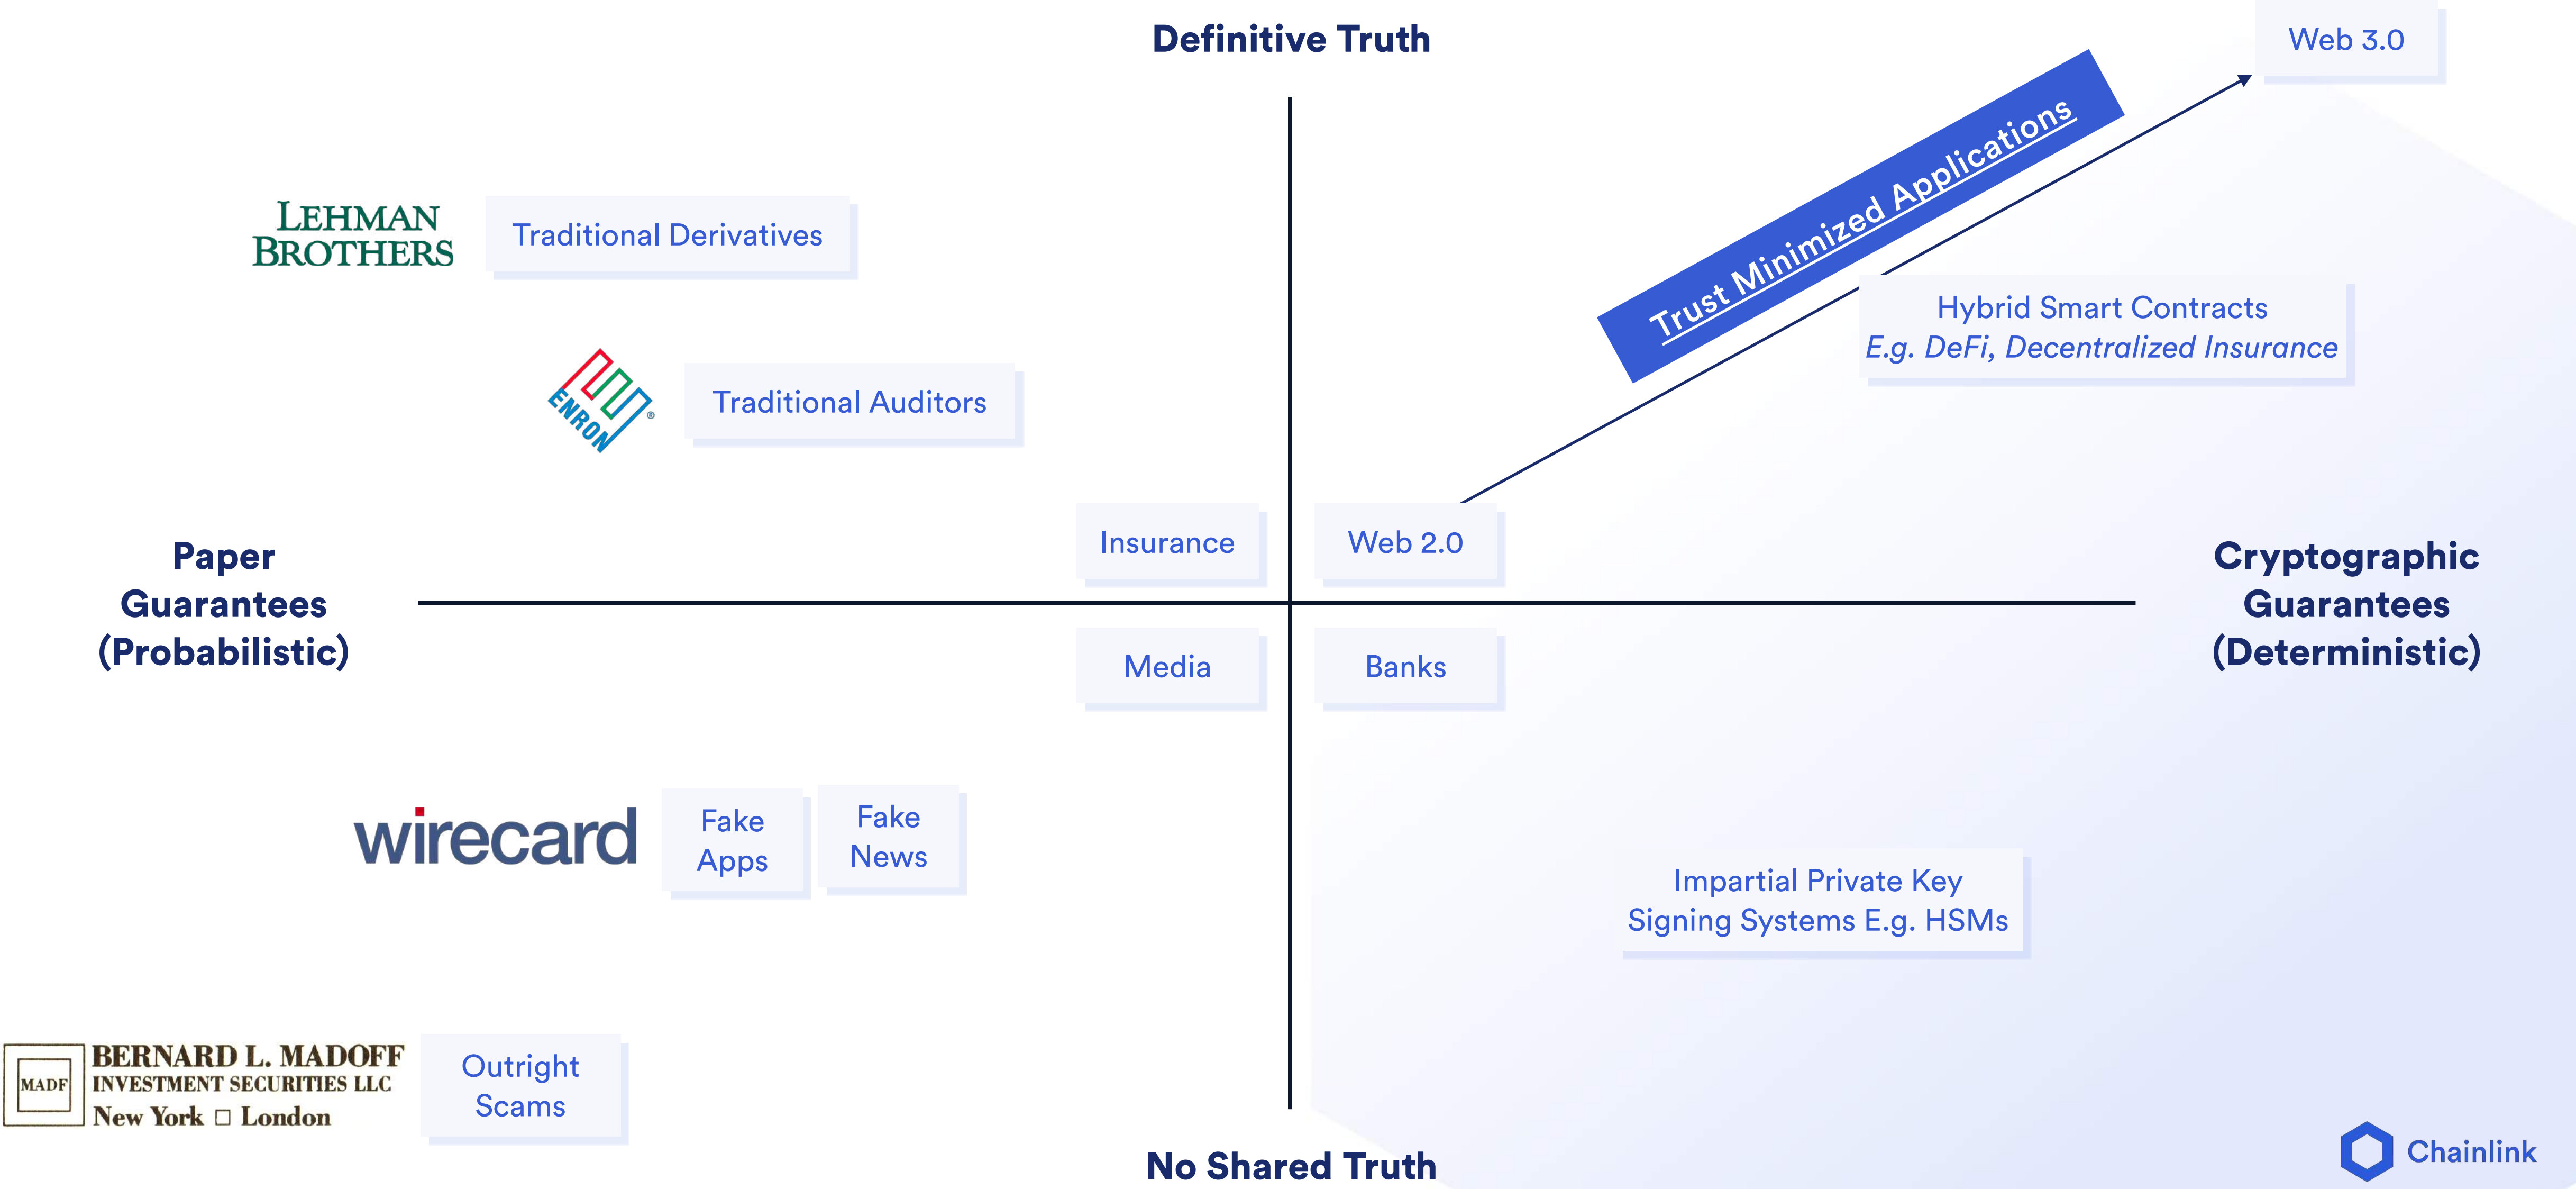 Definitive Truth
Web 3.0
Trust Minimized Applications
LEHMAN
BROTHERS
Traditional Derivatives
Hybrid Smart Contracts
E.g. DeFi, Decentralized Insurance
ENRON
®
Traditional Auditors
Insurance
Web 2.0
Paper
Guarantees
(Probabilistic)
Cryptographic
Guarantees
(Deterministic)
Media
Banks
wirecard
Fake
Apps
Fake
News
Impartial Private Key
Signing Systems E.g. HSMs
MADF
BERNARD L. MADOFF
INVESTMENT SECURITIES LLC
New York □ London
Outright
Scams
No Shared Truth
Chainlink